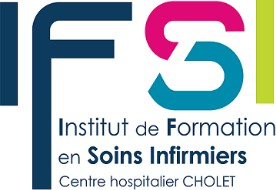 IFSI
Institut de Formation
en Soins Infirmiers
Centre hospitalier CHOLET